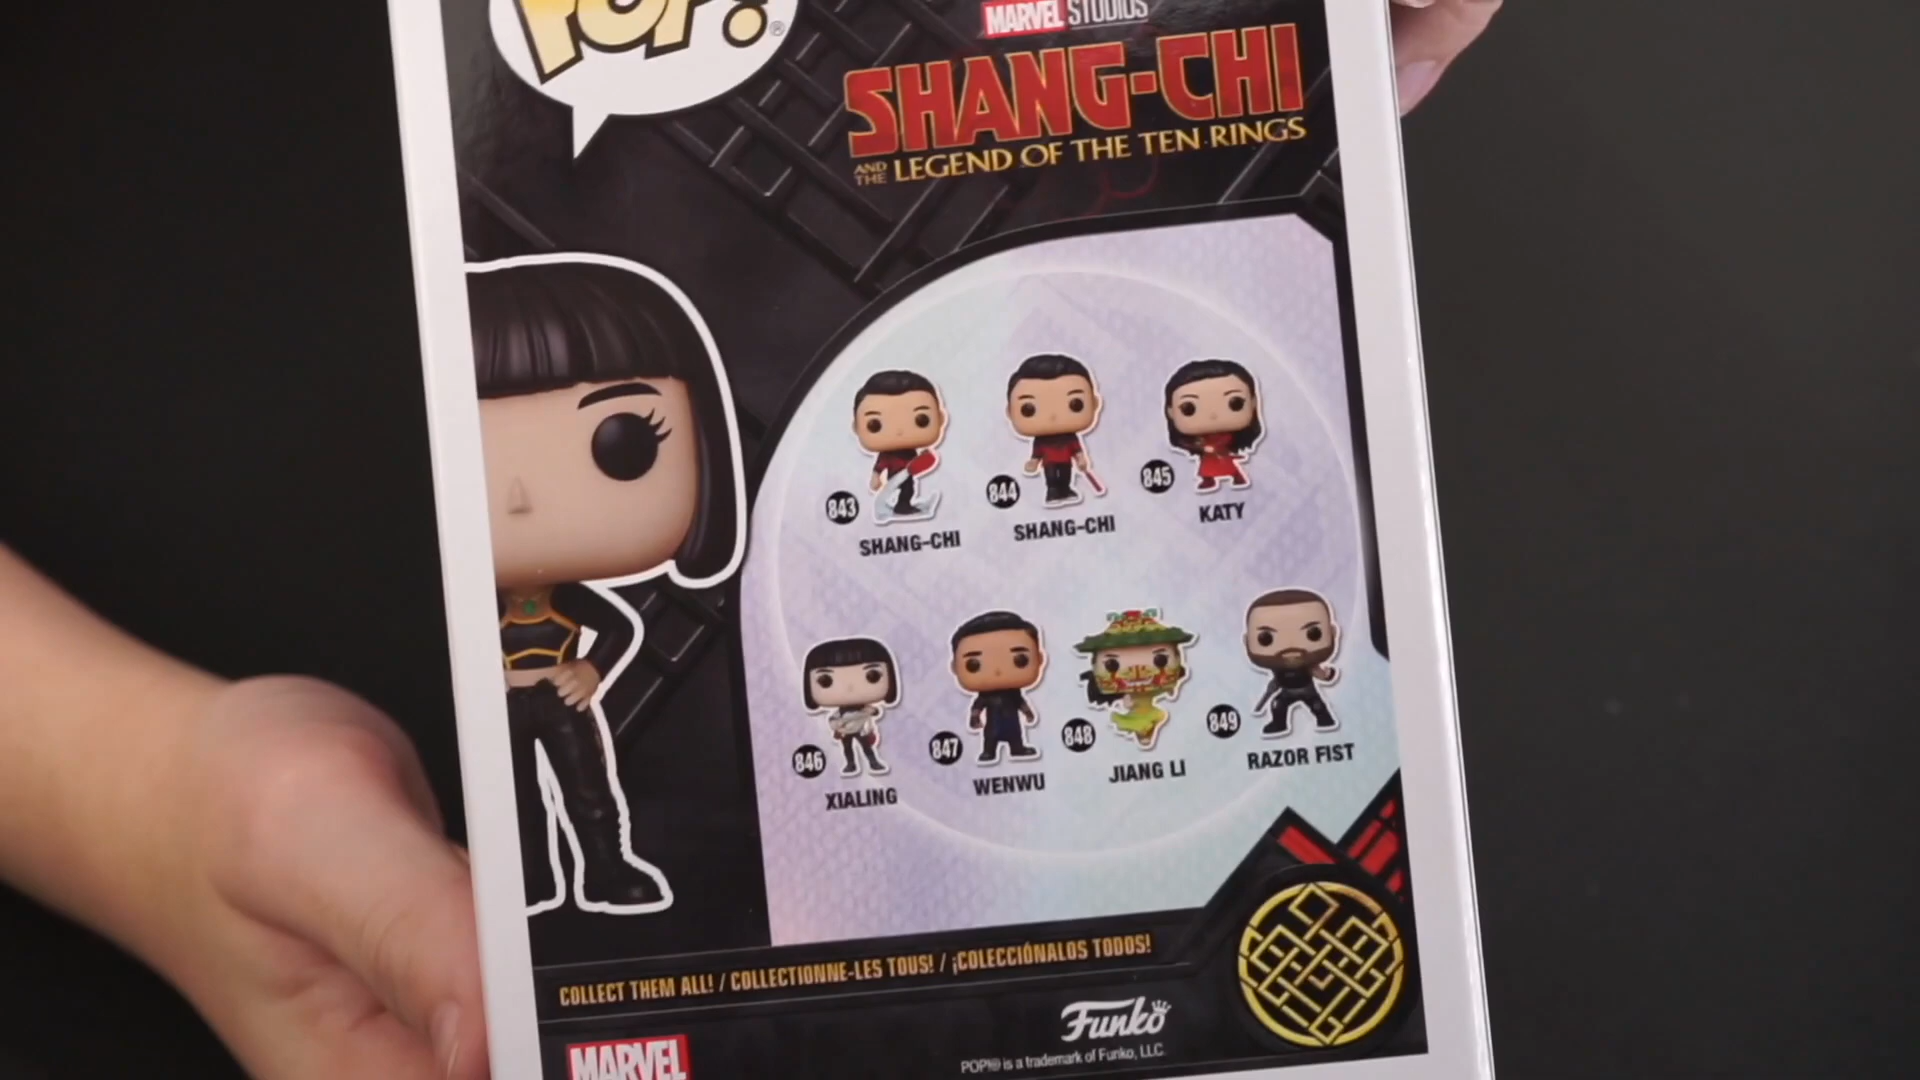 POP!®
MARVEL STUDIOS
SHANG-CHI
AND THE LEGEND OF THE TEN RINGS
843
SHANG-CHI
844
SHANG-CHI
845
KATY
846
XIALING
847
WENWU
848
JIANG LI
849
RAZOR FIST
COLLECT THEM ALL! / COLLECTIONNE-LES TOUS! / ¡COLECCIÓNALOS TODOS!
Funko
MARVEL
POP!® is a trademark of Funko, LLC.